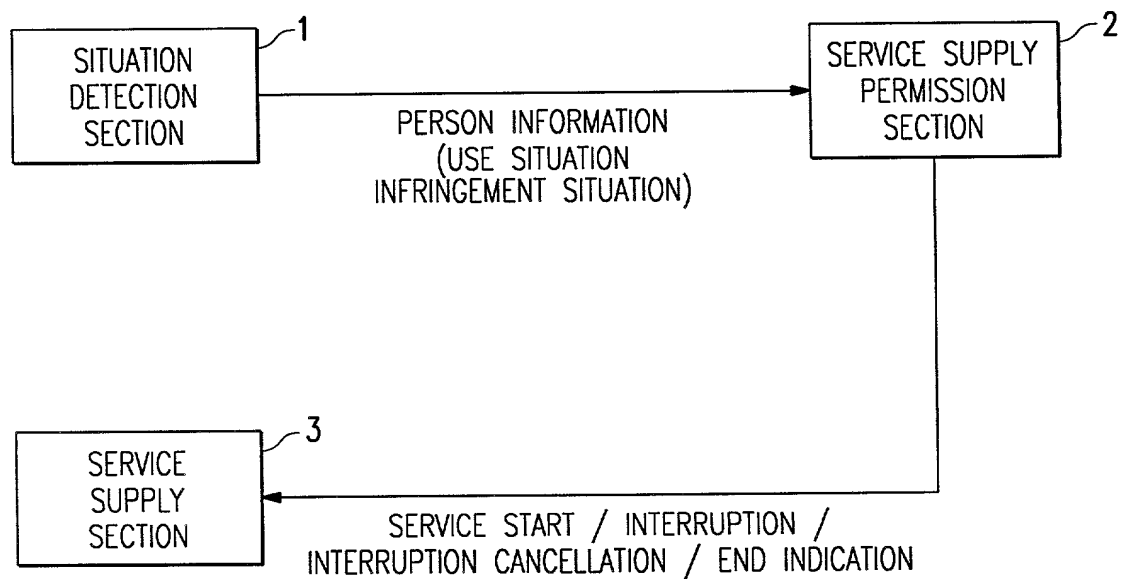 1
SITUATION
DETECTION
SECTION
2
SERVICE SUPPLY
PERMISSION
SECTION
PERSON INFORMATION
(USE SITUATION
INFRINGEMENT SITUATION)
3
SERVICE
SUPPLY
SECTION
SERVICE START / INTERRUPTION /
INTERRUPTION CANCELLATION / END INDICATION